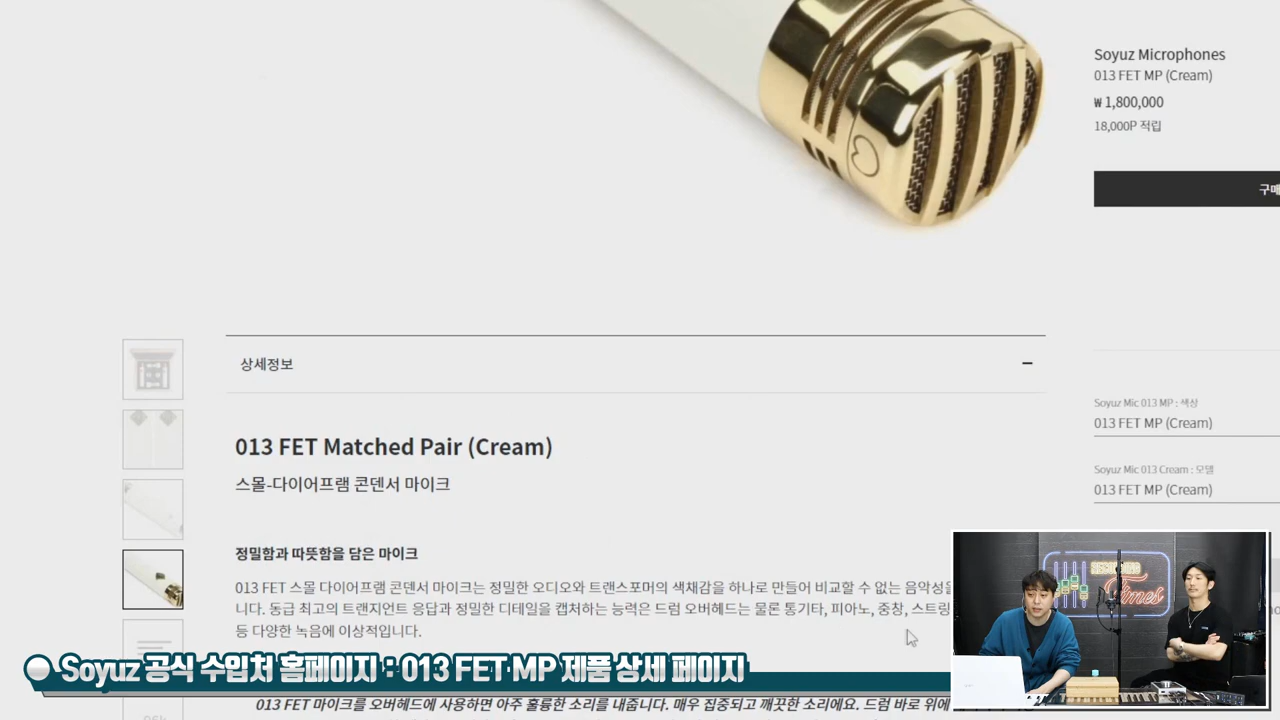 Soyuz Microphones
013 FET MP (Cream)
₩ 1,800,000
18,000P 적립
구매
상세정보
013 FET Matched Pair (Cream)
스몰-다이어프램 콘덴서 마이크
정밀함과 따뜻함을 담은 마이크
013 FET 스몰 다이어프램 콘덴서 마이크는 정밀한 오디오와 트랜스포머의 색채감을 하나로 만들어 비교할 수 없는 음악성을
니다. 동급 최고의 트랜지언트 응답과 정밀한 디테일을 캡처하는 능력은 드럼 오버헤드는 물론 통기타, 피아노, 중창, 스트링
등 다양한 녹음에 이상적입니다.
Soyuz Mic 013 MP : 색상
013 FET MP (Cream)
Soyuz Mic 013 Cream : 모델
013 FET MP (Cream)
Times
Soyuz 공식 수입처 홈페이지 : 013 FET MP 제품 상세 페이지
013 FET 마이크를 오버헤드에 사용하면 아주 훌륭한 소리를 내줍니다. 매우 집중되고 깨끗한 소리에요. 드럼 바로 위에